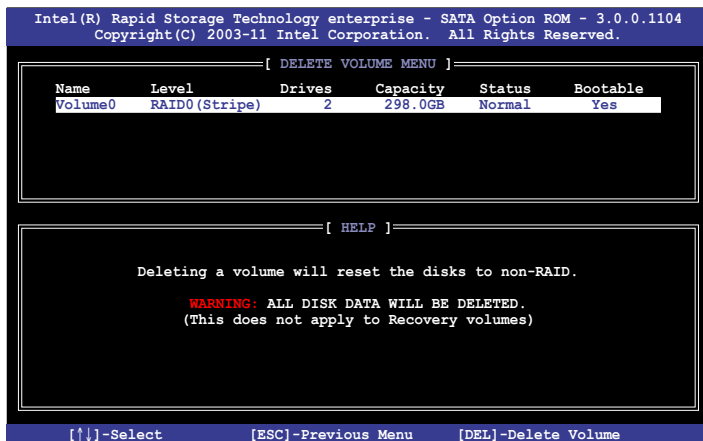 Intel(R) Rapid Storage Technology enterprise - SATA Option ROM - 3.0.0.1104
Copyright(C) 2003-11 Intel Corporation. All Rights Reserved.
[ DELETE VOLUME MENU ]
Name Level Drives Capacity Status Bootable
Volume0 RAID0(Stripe) 2 298.0GB Normal Yes
[ HELP ]
Deleting a volume will reset the disks to non-RAID.
WARNING: ALL DISK DATA WILL BE DELETED.
(This does not apply to Recovery volumes)
[↑↓]-Select [ESC]-Previous Menu [DEL]-Delete Volume